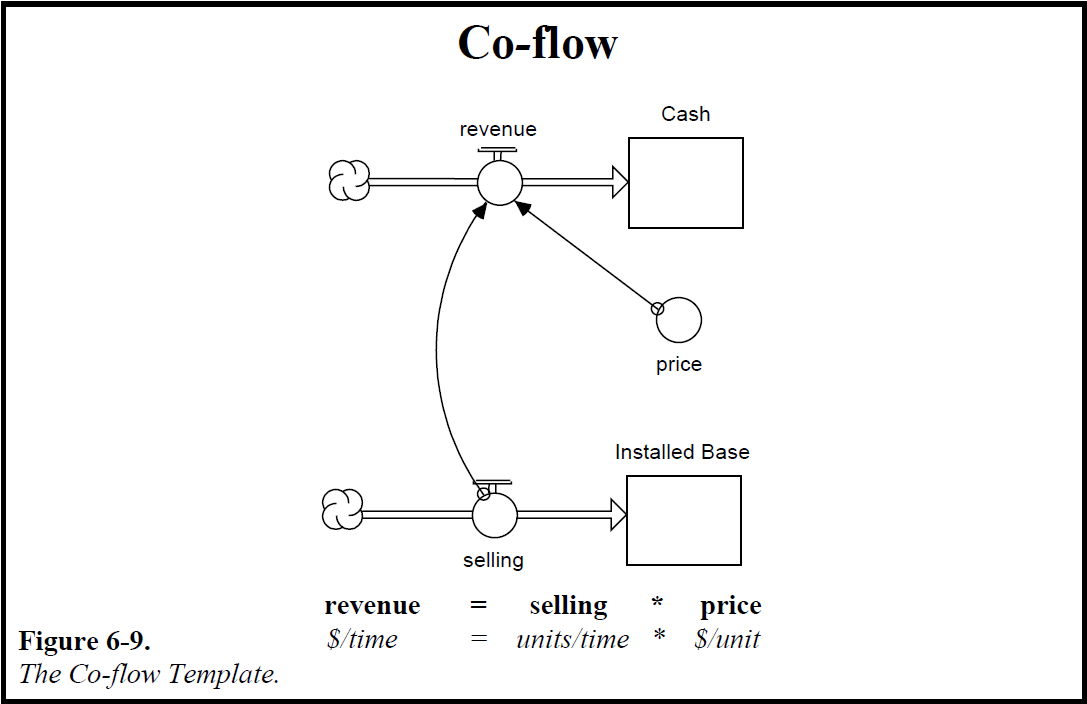 Co-flow
Cash
revenue
price
Installed Base
selling
revenue = selling * price
$/time = units/time * $/unit
Figure 6-9.
The Co-flow Template.